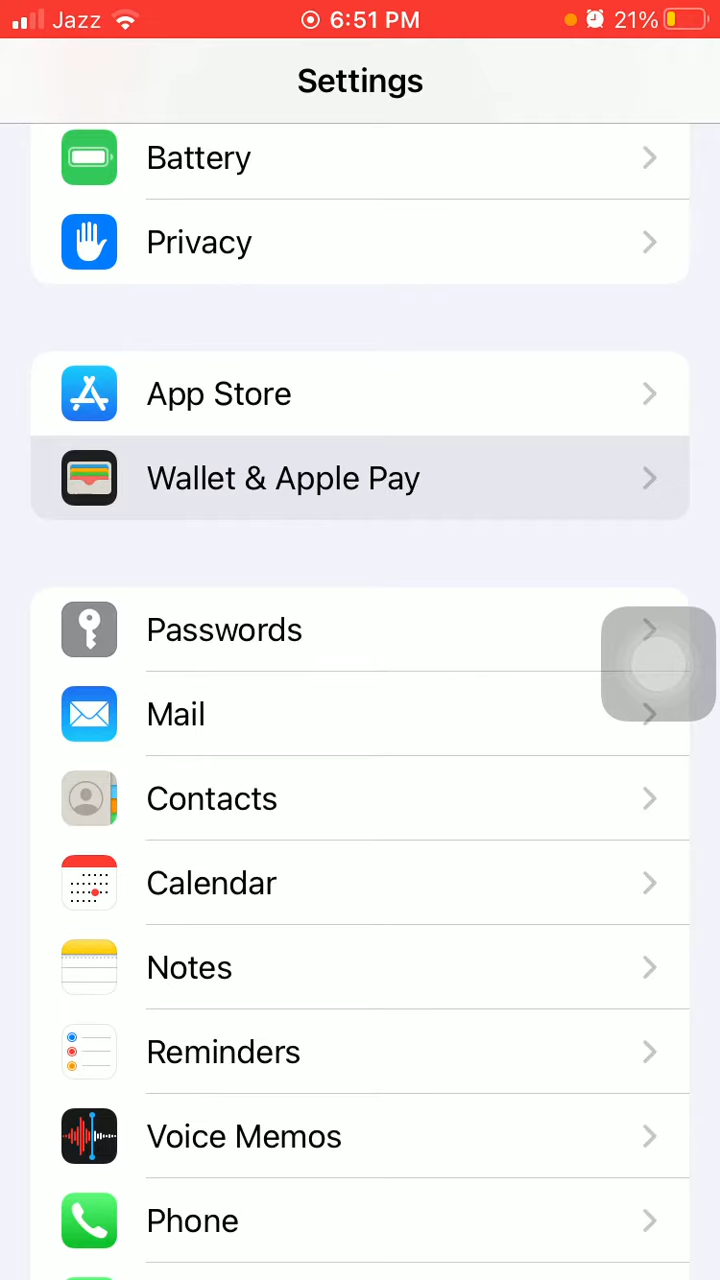 Jazz 6:51 PM 21%
Settings
Battery
Privacy
App Store
Wallet & Apple Pay
Passwords
Mail
Contacts
Calendar
Notes
Reminders
Voice Memos
Phone